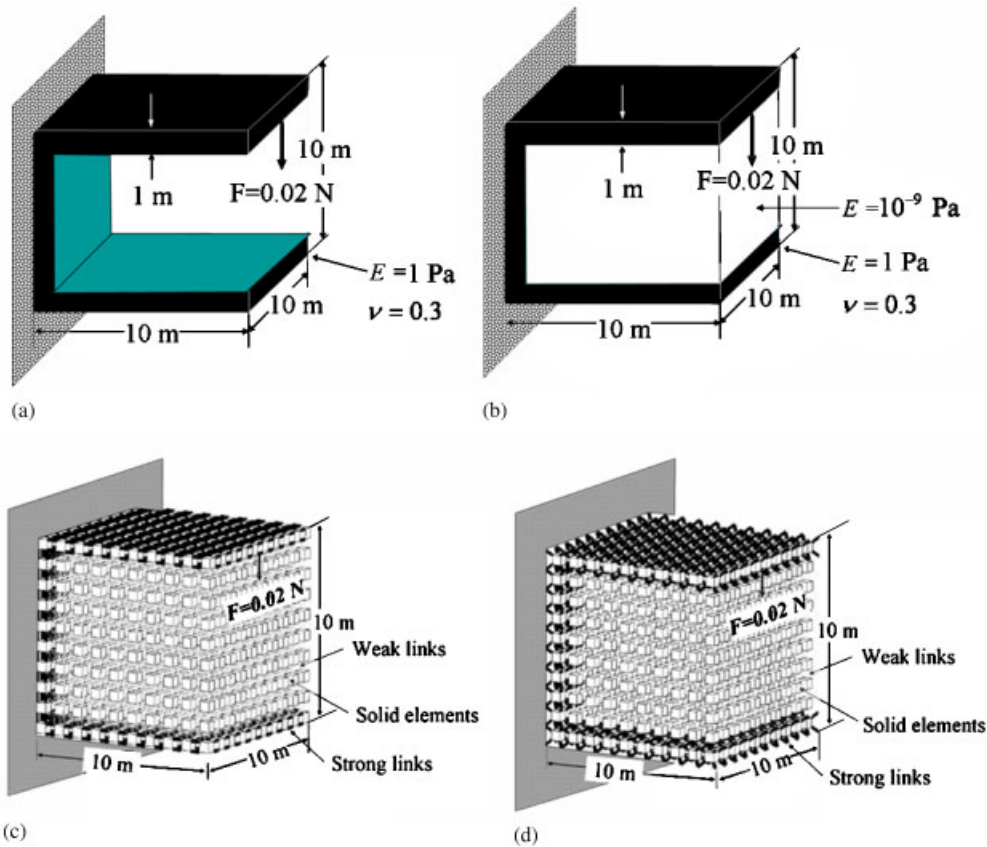 10 m
1 m
F=0.02 N
E =1 Pa
10 m
ν = 0.3
10 m
(a)
10 m
1 m
F=0.02 N
E =10⁻⁹ Pa
E =1 Pa
10 m
ν = 0.3
10 m
(b)
F=0.02 N
10 m
Weak links
Solid elements
10 m
10 m
Strong links
(c)
F=0.02 N
10 m
Weak links
Solid elements
10 m
10 m
Strong links
(d)